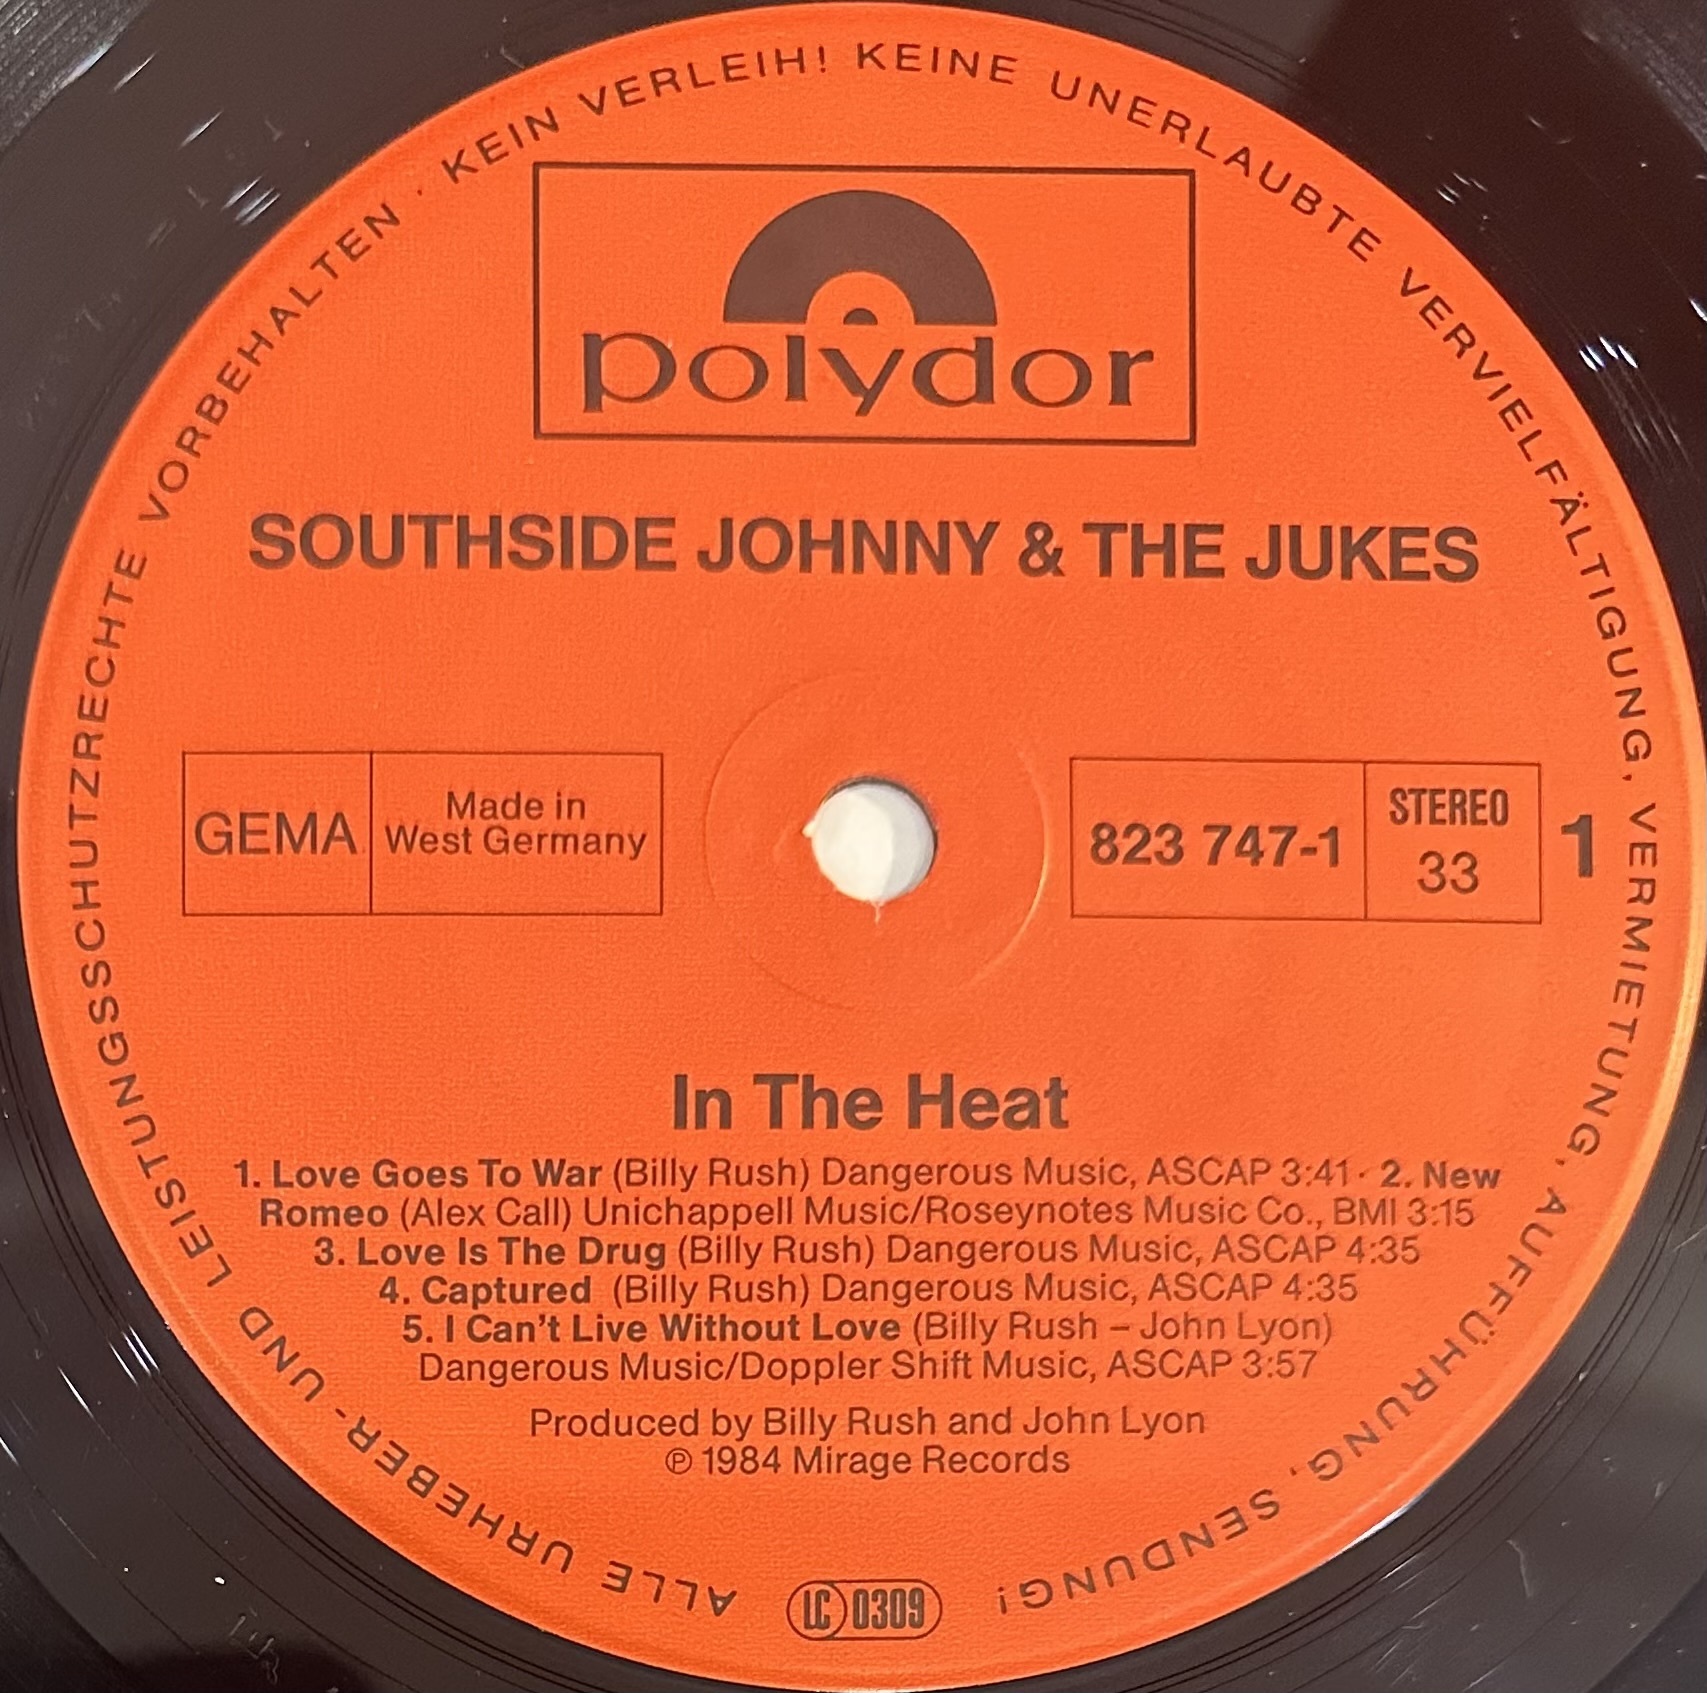 ALLE URHEBER- UND LEISTUNGSSCHUTZRECHTE VORBEHALTEN · KEIN VERLEIH! KEINE UNERLAUBTE VERVIELFÄLTIGUNG, VERMIETUNG, AUFFÜHRUNG, SENDUNG!
polydor
SOUTHSIDE JOHNNY & THE JUKES
GEMA
Made in
West Germany
823 747-1
STEREO
33
1
In The Heat
1. Love Goes To War (Billy Rush) Dangerous Music, ASCAP 3:41 · 2. New
Romeo (Alex Call) Unichappell Music/Roseynotes Music Co., BMI 3:15
3. Love Is The Drug (Billy Rush) Dangerous Music, ASCAP 4:35
4. Captured (Billy Rush) Dangerous Music, ASCAP 4:35
5. I Can't Live Without Love (Billy Rush – John Lyon)
Dangerous Music/Doppler Shift Music, ASCAP 3:57
Produced by Billy Rush and John Lyon
℗ 1984 Mirage Records
LC 0309